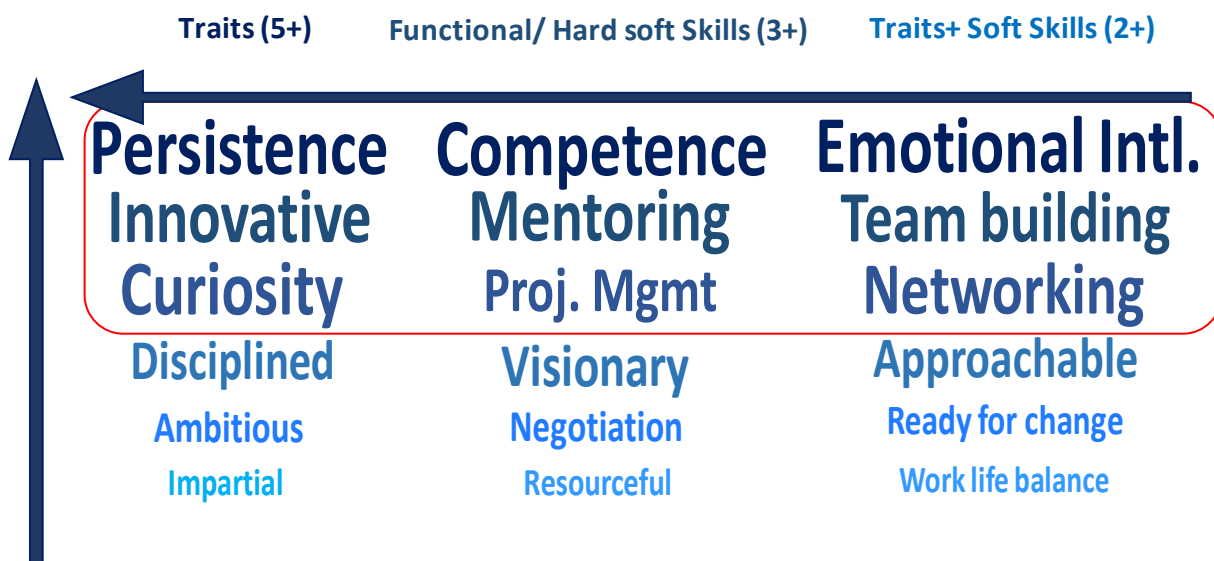 Traits (5+) Functional/ Hard soft Skills (3+) Traits+ Soft Skills (2+)
Persistence Competence Emotional Intl.
Innovative Mentoring Team building
Curiosity Proj. Mgmt Networking
Disciplined Visionary Approachable
Ambitious Negotiation Ready for change
Impartial Resourceful Work life balance